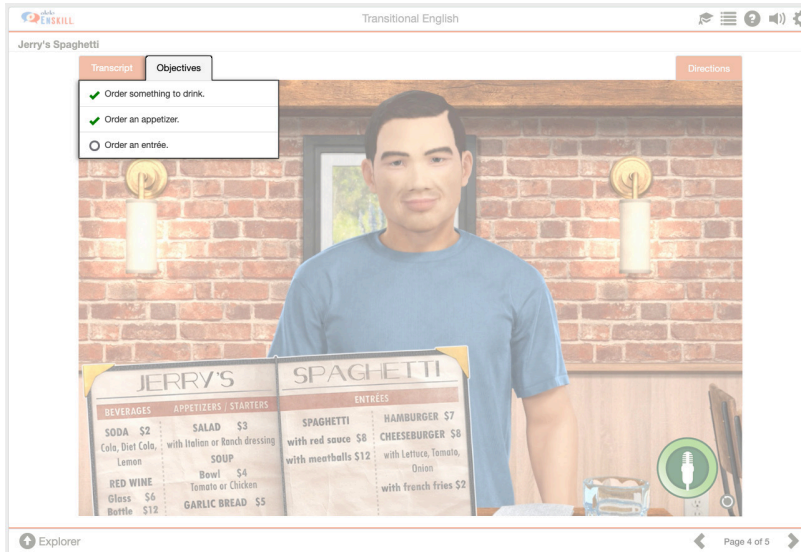 alelo
ENSKILL
Transitional English
?
Jerry's Spaghetti
Transcript
Objectives
Directions
Order something to drink.
Order an appetizer.
Order an entrée.
JERRY'S
SPAGHETTI
BEVERAGES
APPETIZERS / STARTERS
SODA $2
Cola, Diet Cola,
Lemon
RED WINE
Glass $6
Bottle $12
SALAD $3
with Italian or Ranch dressing
SOUP
Bowl $4
Tomato or Chicken
GARLIC BREAD $5
ENTRÉES
SPAGHETTI
with red sauce $8
with meatballs $12
HAMBURGER $7
CHEESEBURGER $8
with Lettuce, Tomato,
Onion
with french fries $2
Explorer
Page 4 of 5